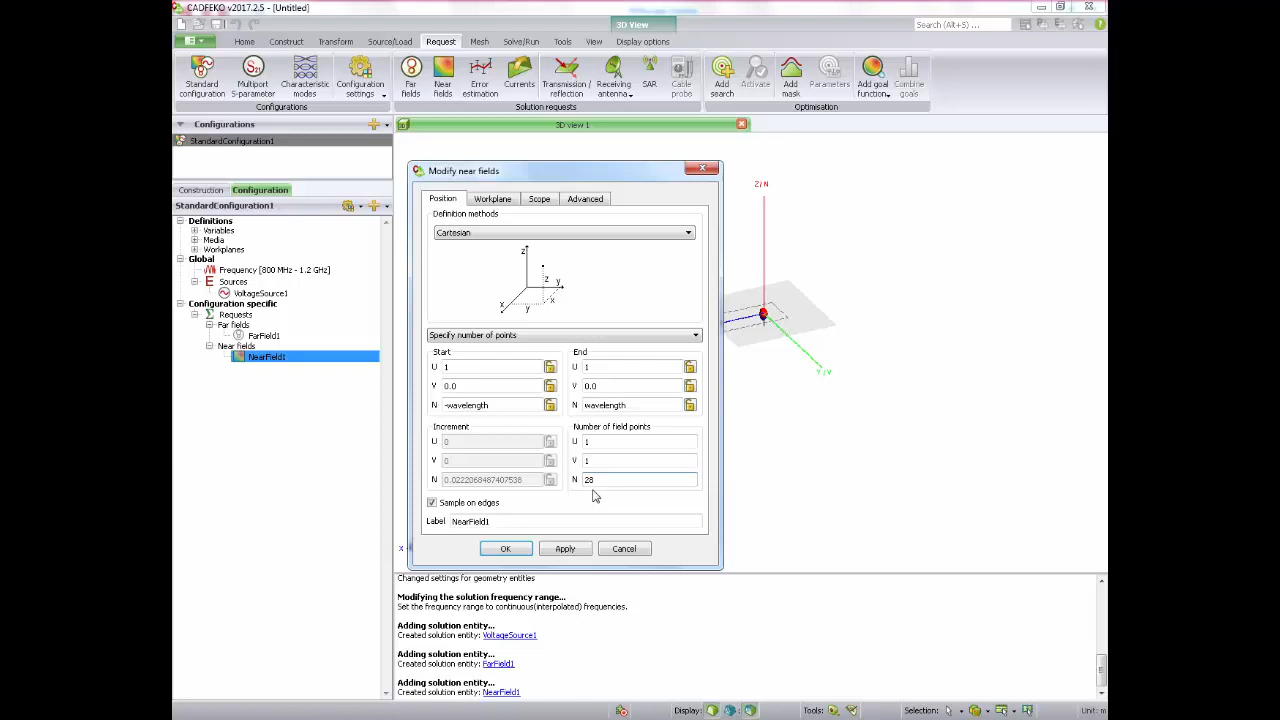 CADFEKO v2017.2.5 - [Untitled]
3D View
Search (Alt+S)
Home Construct Transform Source/Load Request Mesh Solve/Run Tools View Display options
Standard configuration
Multiport S-parameter
Characteristic modes
Configuration settings
Far fields
Near fields
Error estimation
Currents
Transmission / reflection
Receiving antenna
SAR
Cable probe
Add search
Activate
Add mask
Parameters
Add goal function
Combine goals
Configurations
Solution requests
Optimisation
Configurations
3D view 1
StandardConfiguration1
Construction Configuration
StandardConfiguration1
Definitions
Variables
Media
Workplanes
Global
Frequency [800 MHz - 1.2 GHz]
Sources
VoltageSource1
Configuration specific
Requests
Far fields
FarField1
Near fields
NearField1
Modify near fields
Position Workplane Scope Advanced
Definition methods
Cartesian
z
z y
x x
y
Specify number of points
Start End
U 1 U 1
V 0.0 V 0.0
N -wavelength N wavelength
Increment Number of field points
U 0 U 1
V 0 V 1
N 0.0222068487407538 N 28
Sample on edges
Label NearField1
OK Apply Cancel
Z/N
Y/V
X
Changed settings for geometry entities
Modifying the solution frequency range...
Set the frequency range to continuous(interpolated) frequencies.
Adding solution entity...
Created solution entity: VoltageSource1
Adding solution entity...
Created solution entity: FarField1
Adding solution entity...
Created solution entity: NearField1
Display: Tools: Selection: Unit: m